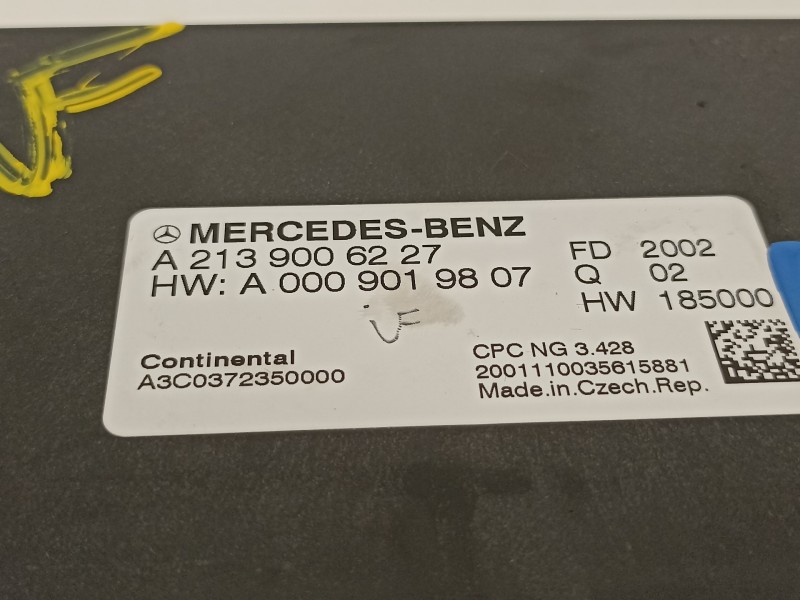 MERCEDES-BENZ
A 213 900 62 27
HW: A 000 901 98 07
FD 2002
Q 02
HW 185000
VF
Continental
A3C0372350000
CPC NG 3.428
2001110035615881
Made.in.Czech.Rep.